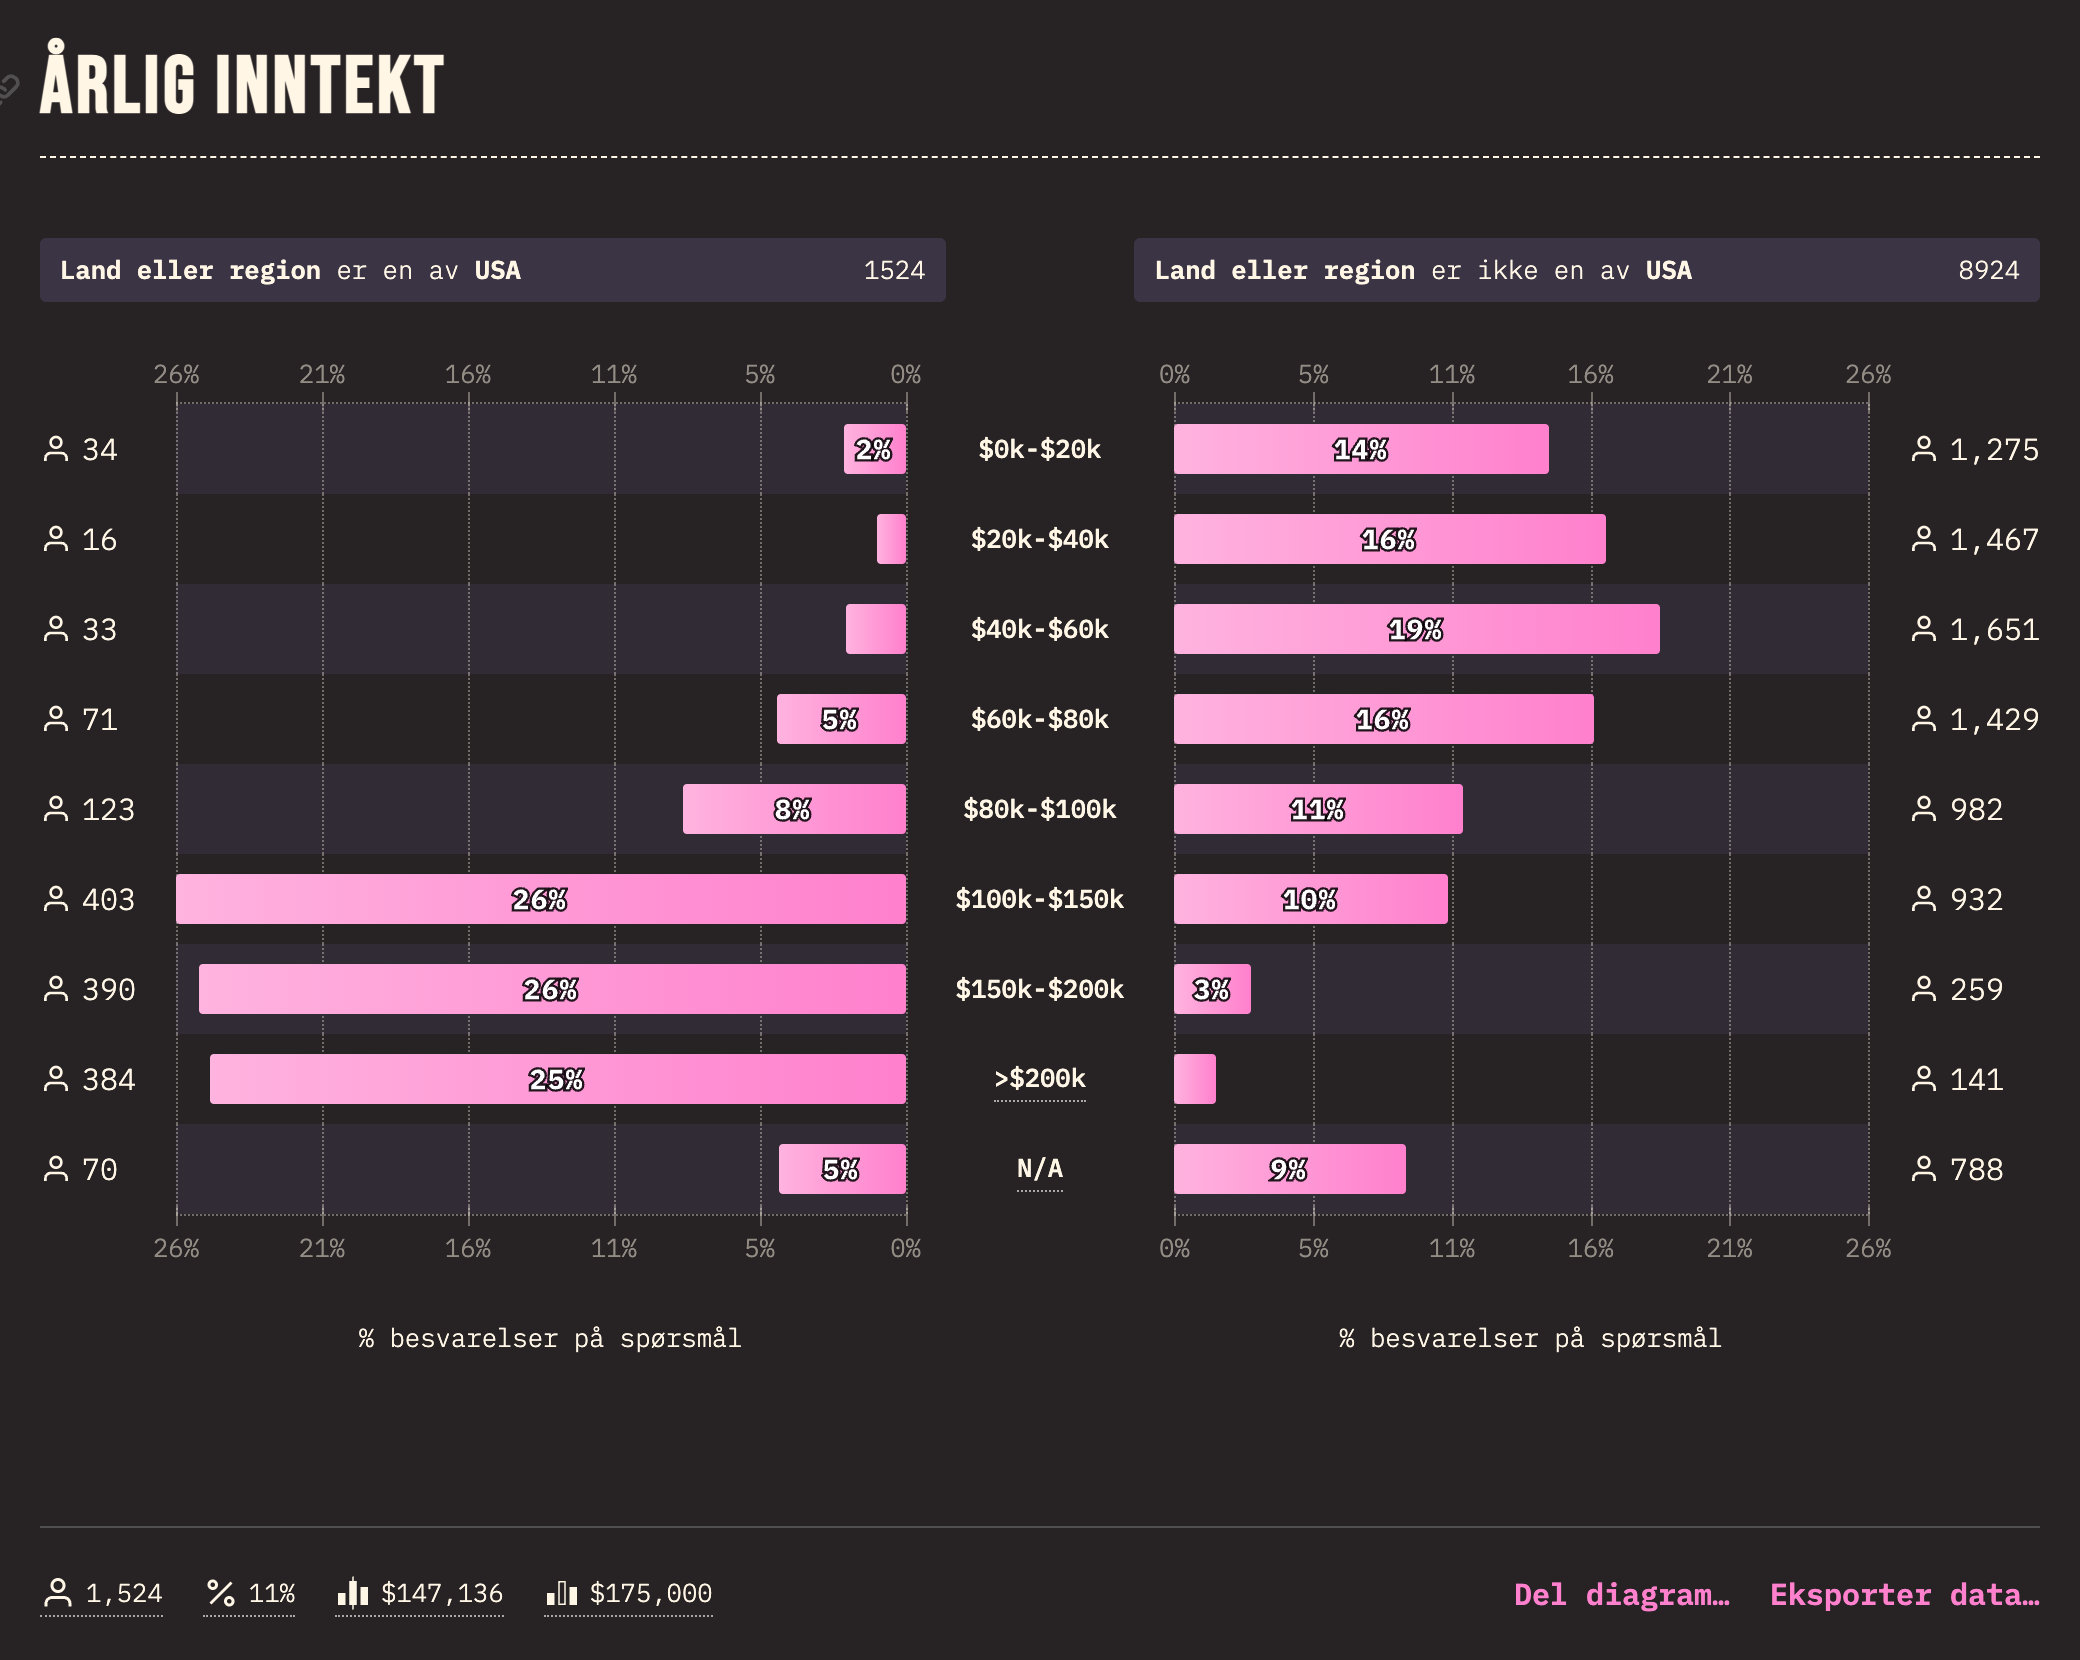 ÅRLIG INNTEKT
Land eller region er en av USA 1524
Land eller region er ikke en av USA 8924
26% 21% 16% 11% 5% 0%
0% 5% 11% 16% 21% 26%
34 2% $0k-$20k 14% 1,275
16 $20k-$40k 16% 1,467
33 $40k-$60k 19% 1,651
71 5% $60k-$80k 16% 1,429
123 8% $80k-$100k 11% 982
403 26% $100k-$150k 10% 932
390 26% $150k-$200k 3% 259
384 25% >$200k 141
70 5% N/A 9% 788
26% 21% 16% 11% 5% 0%
0% 5% 11% 16% 21% 26%
% besvarelser på spørsmål
% besvarelser på spørsmål
1,524 11% $147,136 $175,000
Del diagram… Eksporter data…